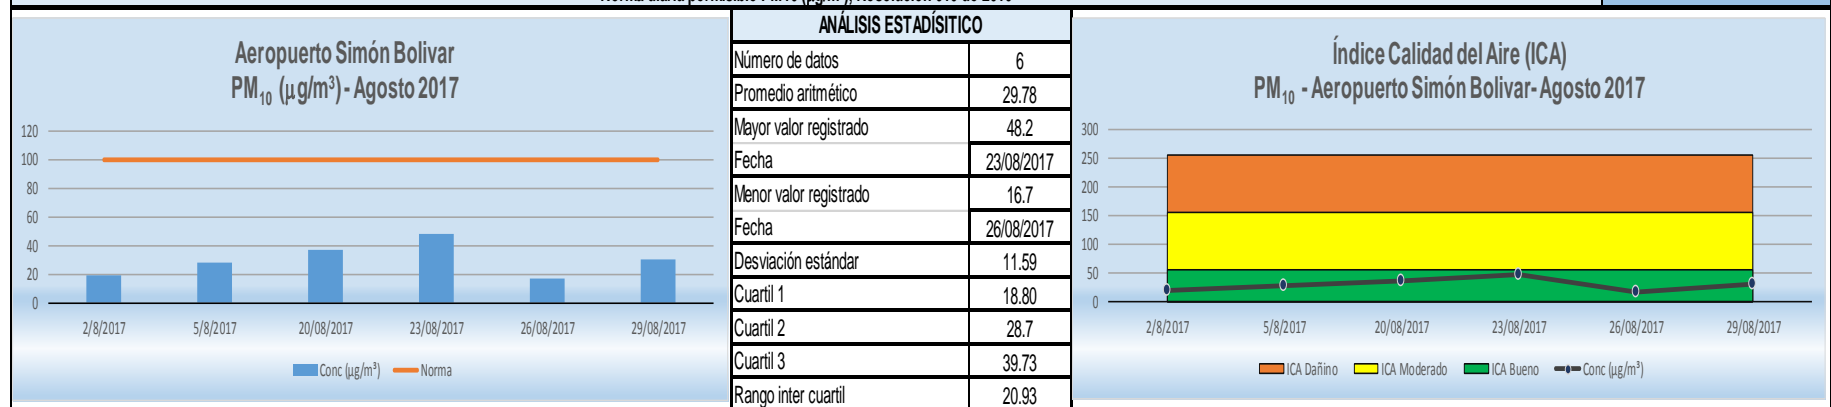 ANÁLISIS ESTADÍSITICO
Aeropuerto Simón Bolivar
PM10 (µg/m³) - Agosto 2017
120
100
80
60
40
20
0
2/8/2017 5/8/2017 20/08/2017 23/08/2017 26/08/2017 29/08/2017
Conc (µg/m³) Norma
Número de datos 6
Promedio aritmético 29.78
Mayor valor registrado 48.2
Fecha 23/08/2017
Menor valor registrado 16.7
Fecha 26/08/2017
Desviación estándar 11.59
Cuartil 1 18.80
Cuartil 2 28.7
Cuartil 3 39.73
Rango inter cuartil 20.93
Índice Calidad del Aire (ICA)
PM10 - Aeropuerto Simón Bolivar- Agosto 2017
300
250
200
150
100
50
0
2/8/2017 5/8/2017 20/08/2017 23/08/2017 26/08/2017 29/08/2017
ICA Dañino ICA Moderado ICA Bueno Conc (µg/m³)